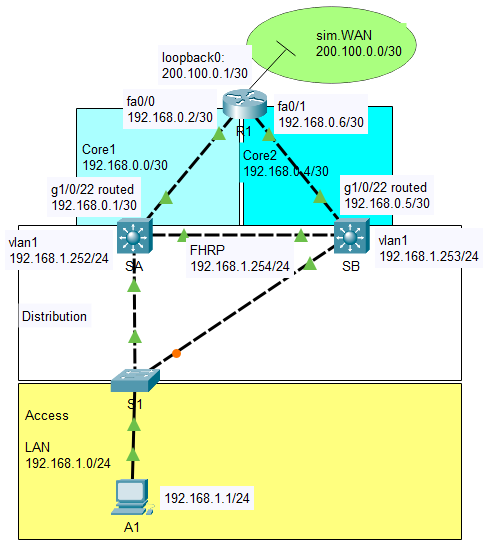 sim.WAN
200.100.0.0/30
loopback0:
200.100.0.1/30
fa0/0
192.168.0.2/30
fa0/1
192.168.0.6/30
R1
Core1
192.168.0.0/30
Core2
192.168.0.4/30
g1/0/22 routed
192.168.0.1/30
g1/0/22 routed
192.168.0.5/30
vlan1
192.168.1.252/24
SA
FHRP
192.168.1.254/24
SB
vlan1
192.168.1.253/24
Distribution
S1
Access
LAN
192.168.1.0/24
192.168.1.1/24
A1